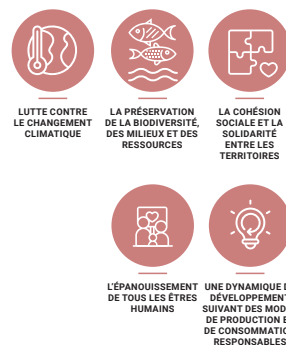 LUTTE CONTRE
LE CHANGEMENT
CLIMATIQUE
LA PRÉSERVATION
DE LA BIODIVERSITÉ,
DES MILIEUX ET DES
RESSOURCES
LA COHÉSION
SOCIALE ET LA
SOLIDARITÉ
ENTRE LES
TERRITOIRES
L'ÉPANOUISSEMENT
DE TOUS LES ÊTRES
HUMAINS
UNE DYNAMIQUE
DÉVELOPPEMENT
SUIVANT DES
DE PRODUCTION
DE
RESPONSABLES